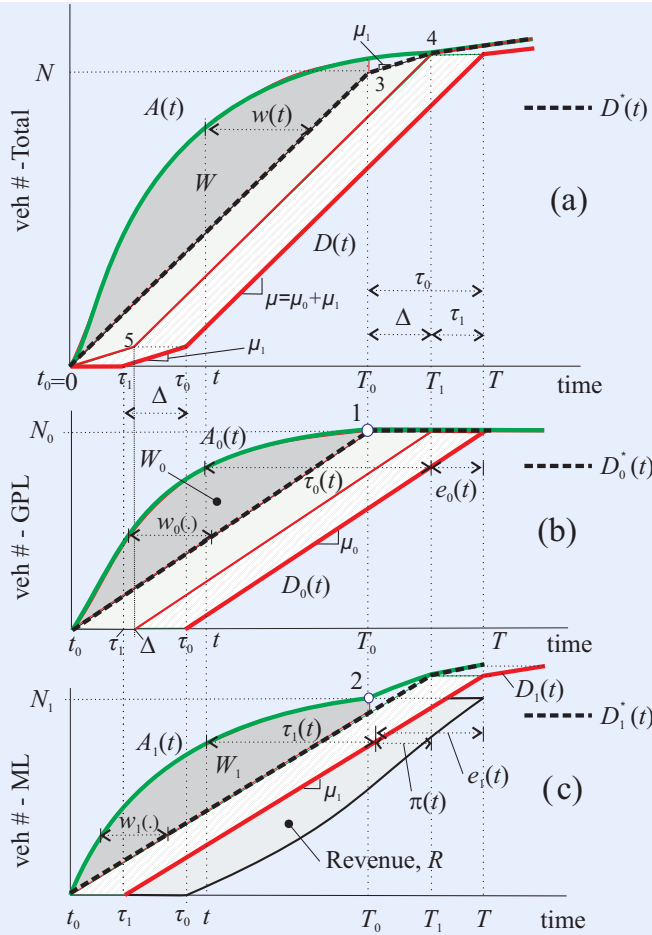 μ₁
4
N
3
A(t)
w(t)
D*(t)
veh # -Total
W
(a)
D(t)
τ₀
μ=μ₀+μ₁
Δ
τ₁
5
μ₁
t₀=0
τ₁
τ₀
t
T₀
T₁
T
time
Δ
1
N₀
A₀(t)
W₀
D₀*(t)
τ₀(t)
e₀(t)
veh # - GPL
w₀(.)
(b)
μ₀
D₀(t)
t₀
τ₁
Δ
τ₀
t
T₀
T
time
2
N₁
D₁(t)
A₁(t)
τ₁(t)
D₁*(t)
W₁
e₁(t)
veh # - ML
μ₁
π(t)
(c)
w₁(.)
Revenue, R
t₀
τ₁
τ₀
t
T₀
T₁
T
time